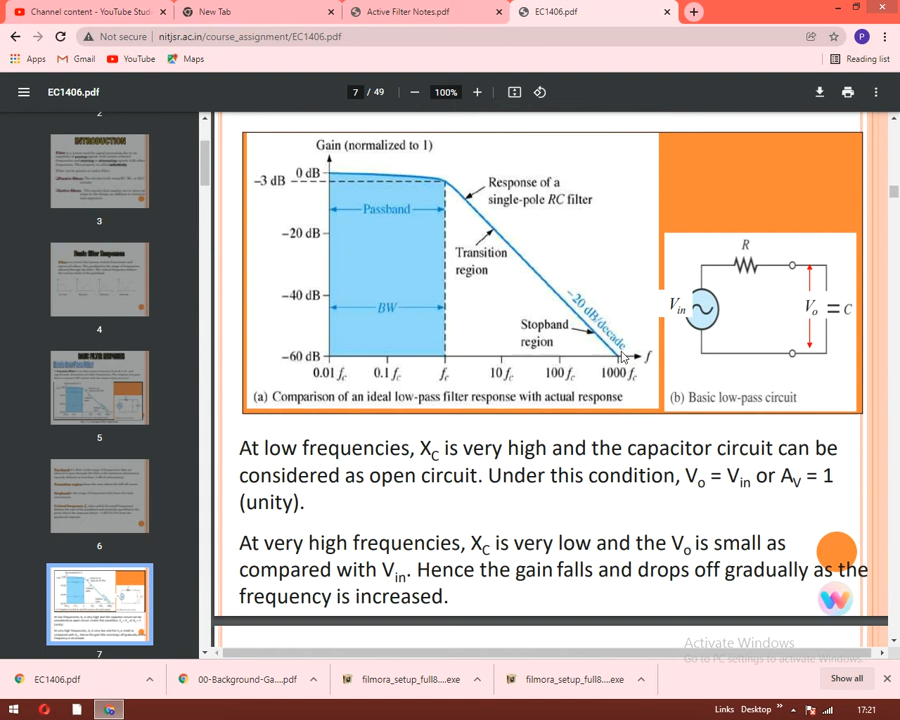 Channel content - YouTube Stud
New Tab
Active Filter Notes.pdf
EC1406.pdf
Not secure
nitjsr.ac.in/course_assignment/EC1406.pdf
P
Apps
Gmail
YouTube
Maps
Reading list
EC1406.pdf
7 / 49
100%
INTRODUCTION
3
4
5
6
7
Gain (normalized to 1)
0 dB
−3 dB
−20 dB
−40 dB
−60 dB
Passband
BW
Response of a
single-pole RC filter
Transition
region
−20 dB/decade
Stopband
region
f
0.01 fc 0.1 fc fc 10 fc 100 fc 1000 fc
(a) Comparison of an ideal low-pass filter response with actual response
R
Vin
Vo
C
(b) Basic low-pass circuit
At low frequencies, XC is very high and the capacitor circuit can be
considered as open circuit. Under this condition, Vo = Vin or AV = 1
(unity).
At very high frequencies, XC is very low and the Vo is small as
compared with Vin. Hence the gain falls and drops off gradually as the
frequency is increased.
Activate Windows
Go to PC settings to activate Windows.
EC1406.pdf
00-Background-Ga....pdf
filmora_setup_full8....exe
filmora_setup_full8....exe
Show all
Links
Desktop
17:21